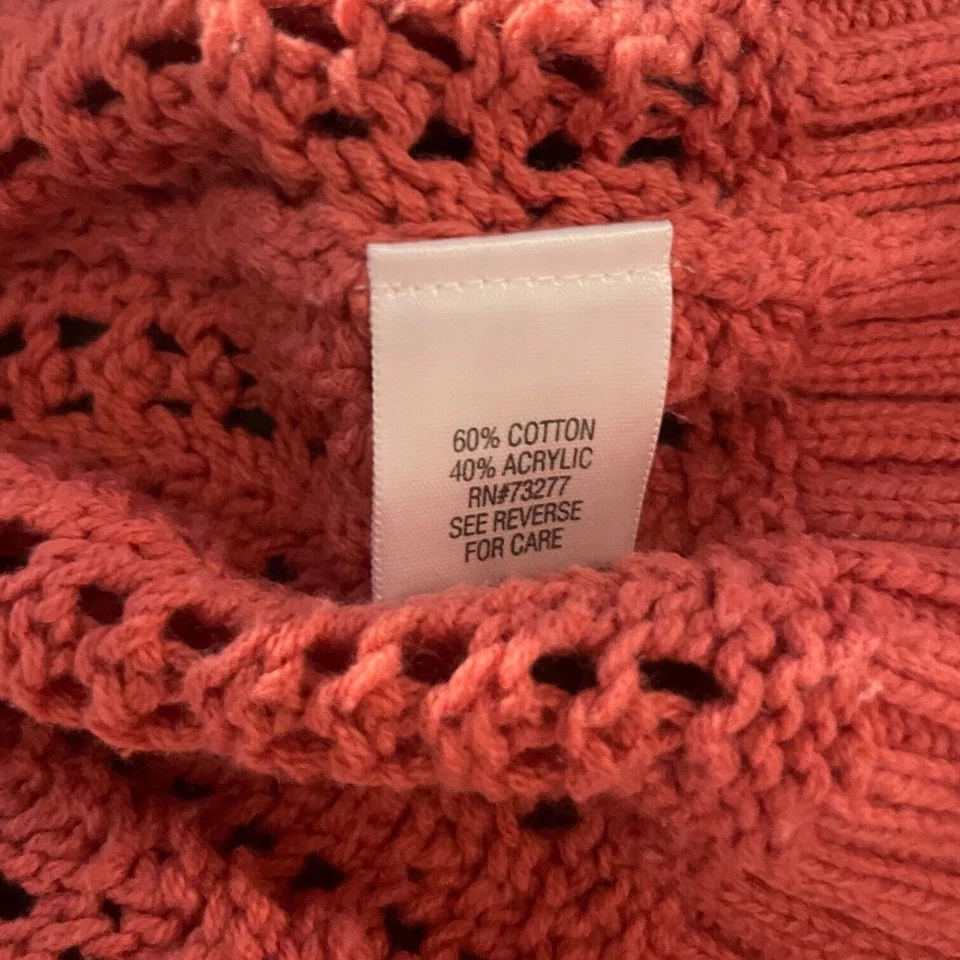 60% COTTON
40% ACRYLIC
RN#73277
SEE REVERSE
FOR CARE